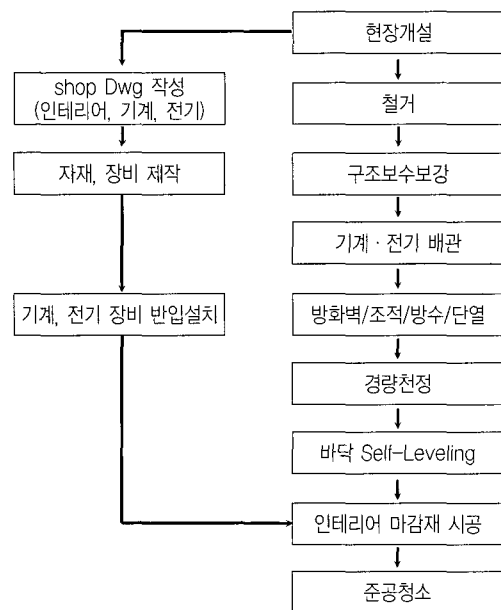 현장개설
shop Dwg 작성
(인테리어, 기계, 전기)
철거
자재, 장비 제작
구조보수보강
기계·전기 배관
기계, 전기 장비 반입설치
방화벽/조적/방수/단열
경량천정
바닥 Self-Leveling
인테리어 마감재 시공
준공청소